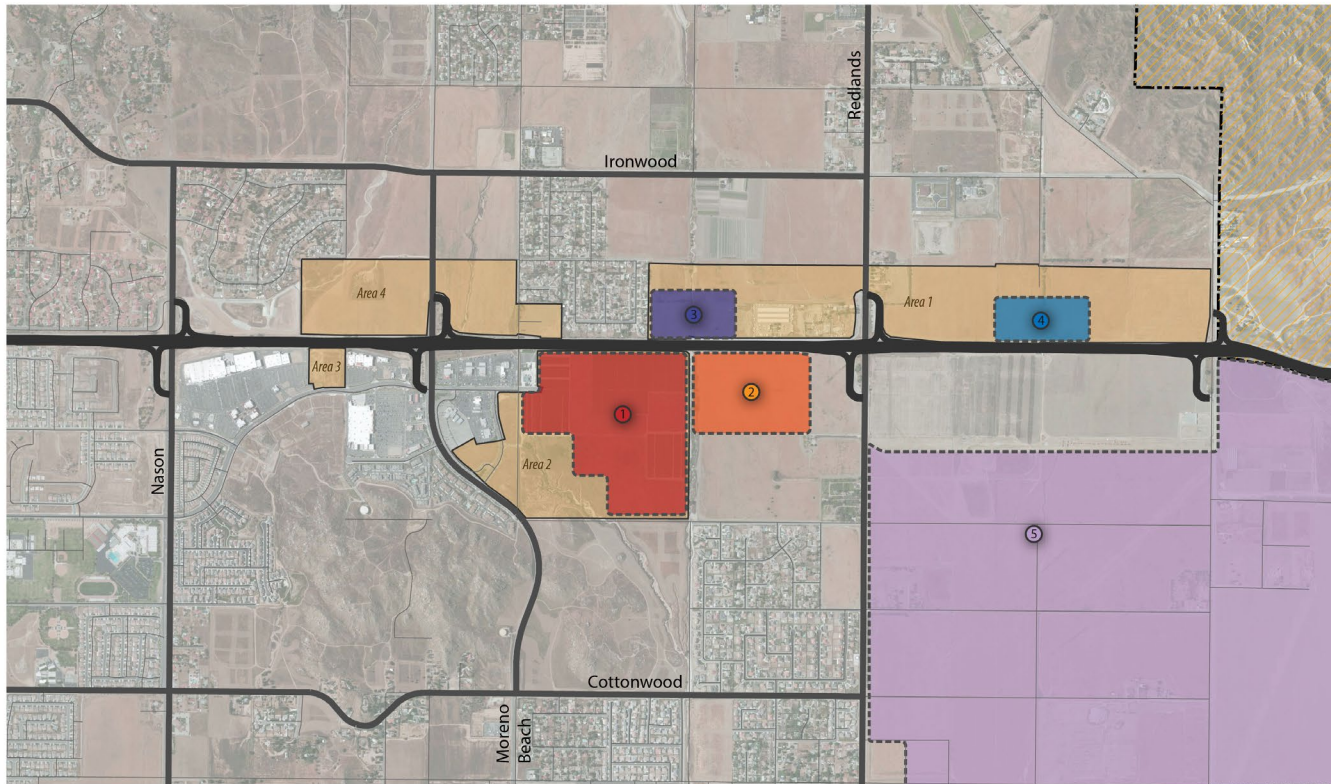 Redlands
Ironwood
Area 4
3
Area 1
4
Area 3
2
1
Area 2
Nason
5
Cottonwood
Moreno
Beach